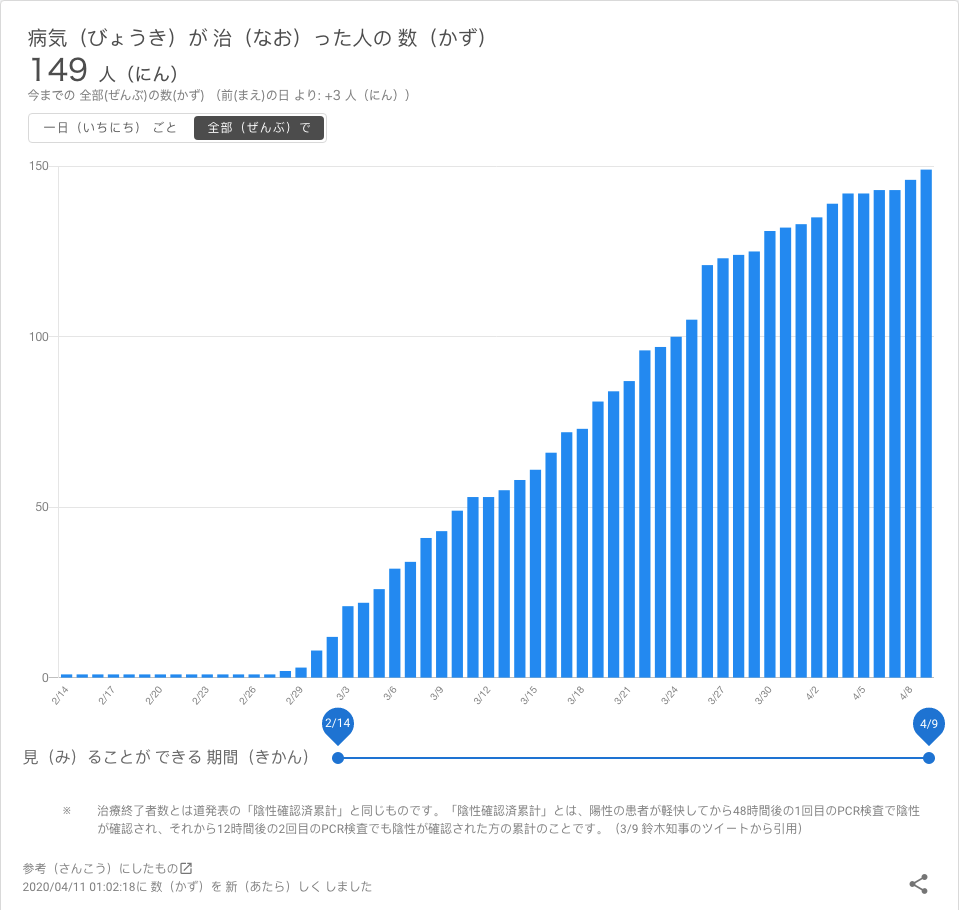 病気（びょうき）が 治（なお）った人の 数（かず）
149 人（にん）
今までの 全部(ぜんぶ)の数(かず) （前(まえ)の日 より: +3 人（にん））
一日（いちにち） ごと 全部（ぜんぶ）で
150
100
50
0
2/14 2/17 2/20 2/23 2/26 2/29 3/3 3/6 3/9 3/12 3/15 3/18 3/21 3/24 3/27 3/30 4/2 4/5 4/8
2/14 4/9
見（み）ることが できる 期間（きかん）
※ 治療終了者数とは道発表の「陰性確認済累計」と同じものです。「陰性確認済累計」とは、陽性の患者が軽快してから48時間後の1回目のPCR検査で陰性
が確認され、それから12時間後の2回目のPCR検査でも陰性が確認された方の累計のことです。（3/9 鈴木知事のツイートから引用）
参考（さんこう）にしたもの
2020/04/11 01:02:18に 数（かず）を 新（あたら）しく しました